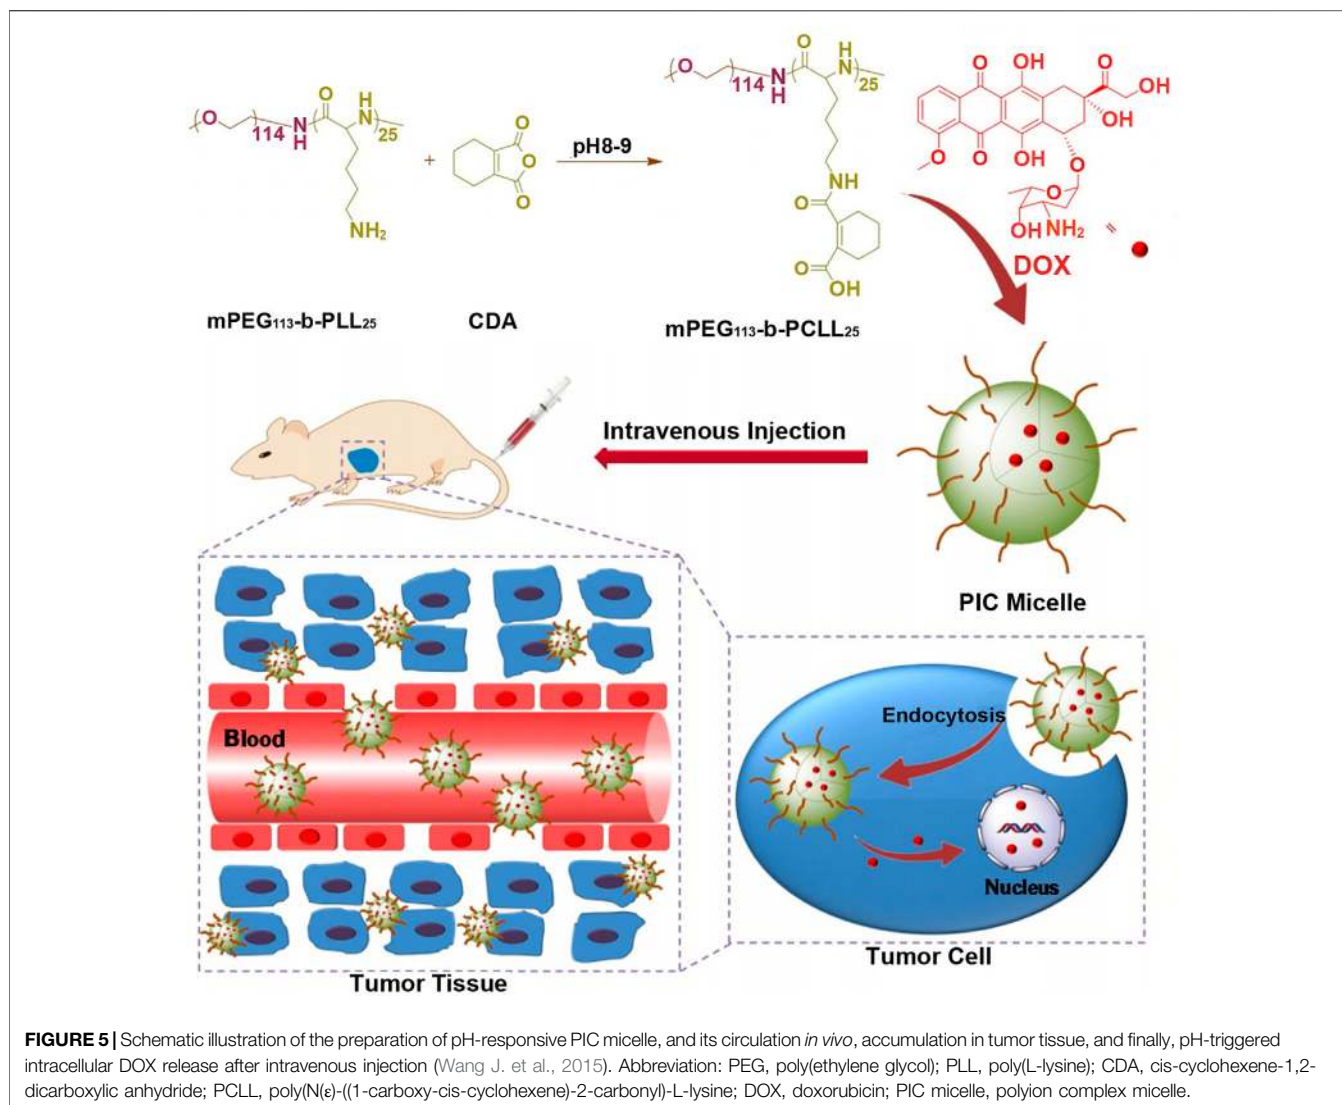 O
114
N
H
O
H
N
25
NH₂
+
O
O
O
pH8-9
O
114
N
H
O
H
N
25
NH
O
O
OH
O
OH
O
OH
OH
O
O
OH
O
O
OH
NH₂
=
DOX
mPEG₁₁₃-b-PLL₂₅
CDA
mPEG₁₁₃-b-PCLL₂₅
Intravenous Injection
PIC Micelle
Blood
Endocytosis
Nucleus
Tumor Cell
Tumor Tissue
FIGURE 5 | Schematic illustration of the preparation of pH-responsive PIC micelle, and its circulation in vivo, accumulation in tumor tissue, and finally, pH-triggered
intracellular DOX release after intravenous injection (Wang J. et al., 2015). Abbreviation: PEG, poly(ethylene glycol); PLL, poly(L-lysine); CDA, cis-cyclohexene-1,2-
dicarboxylic anhydride; PCLL, poly(N(ε)-((1-carboxy-cis-cyclohexene)-2-carbonyl)-L-lysine; DOX, doxorubicin; PIC micelle, polyion complex micelle.